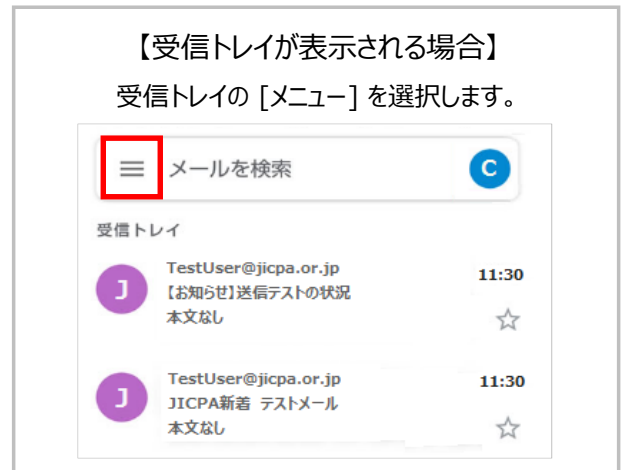 【受信トレイが表示される場合】
受信トレイの [メニュー] を選択します。
メールを検索
C
受信トレイ
J
TestUser@jicpa.or.jp
11:30
【お知らせ】送信テストの状況
本文なし
J
TestUser@jicpa.or.jp
11:30
JICPA新着 テストメール
本文なし